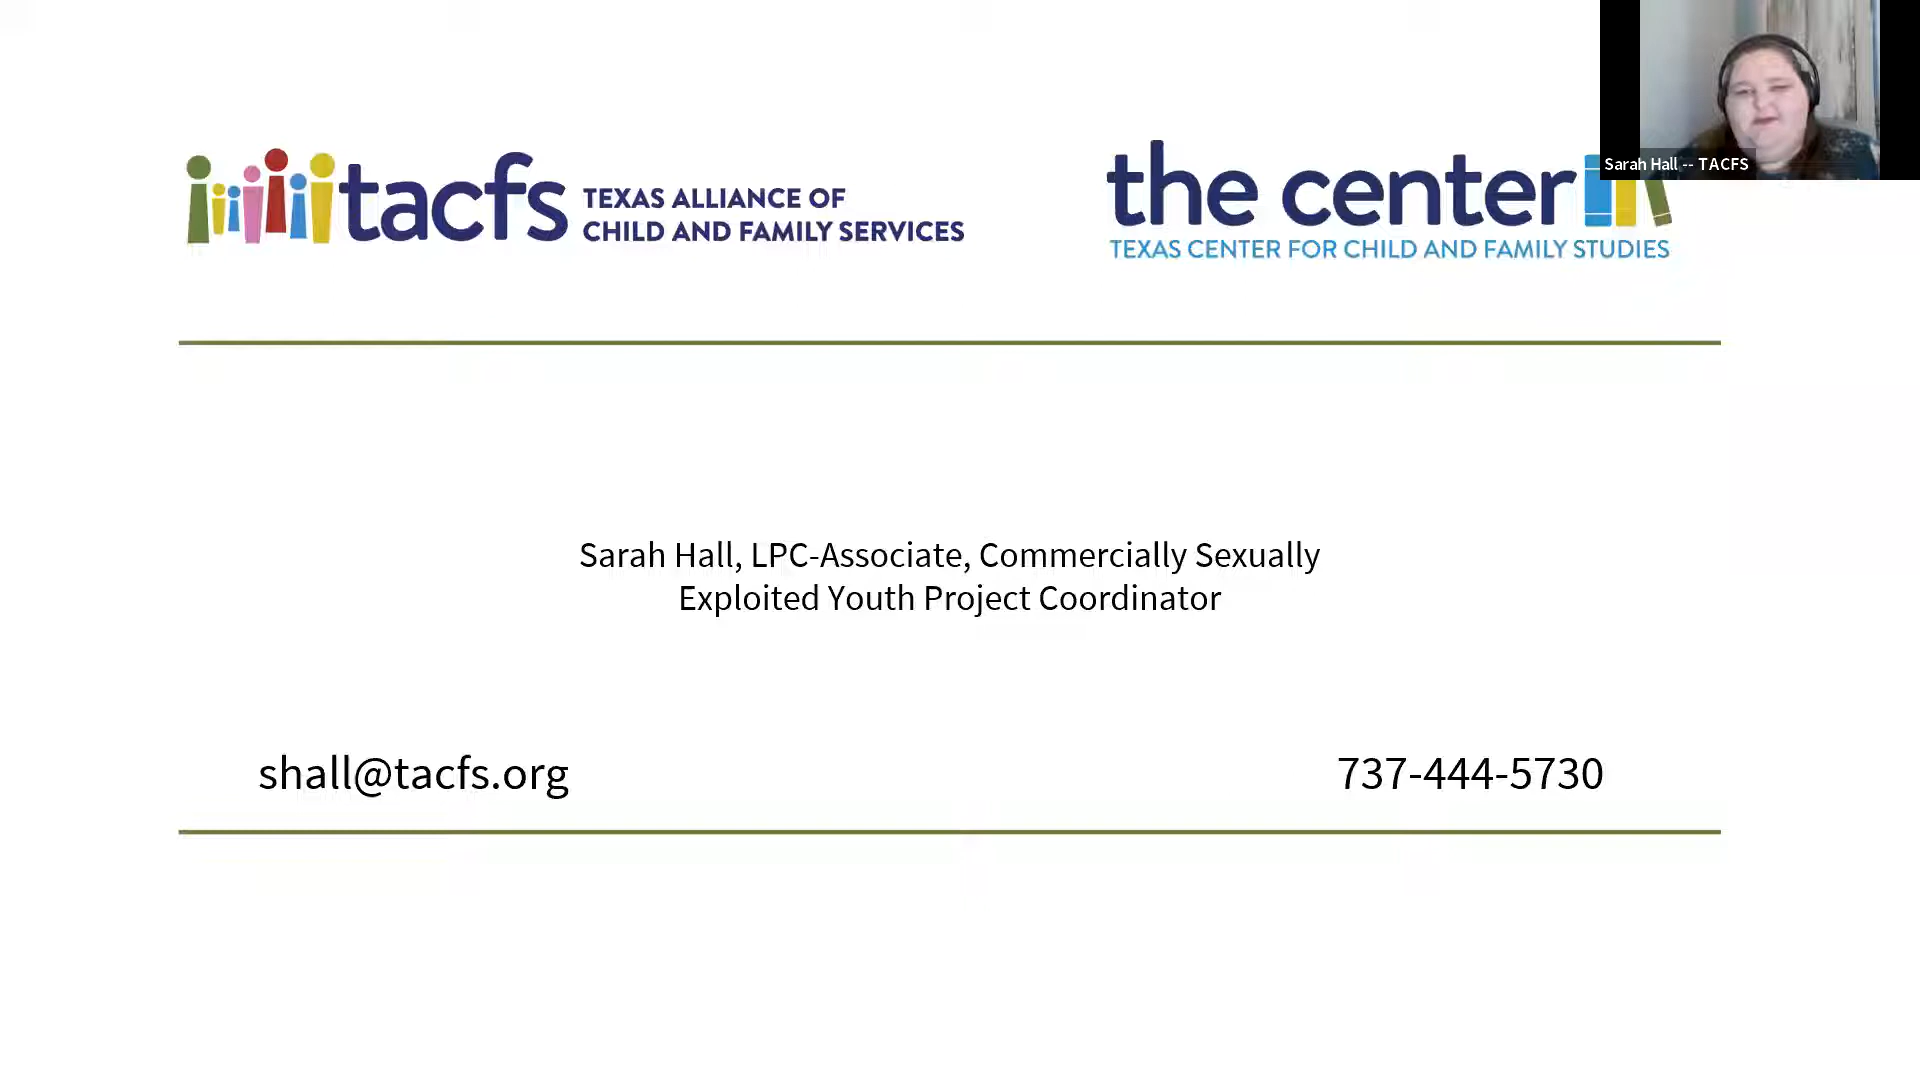 tacfs TEXAS ALLIANCE OF
CHILD AND FAMILY SERVICES
the center
TEXAS CENTER FOR CHILD AND FAMILY STUDIES
Sarah Hall -- TACFS
Sarah Hall, LPC-Associate, Commercially Sexually
Exploited Youth Project Coordinator
shall@tacfs.org
737-444-5730